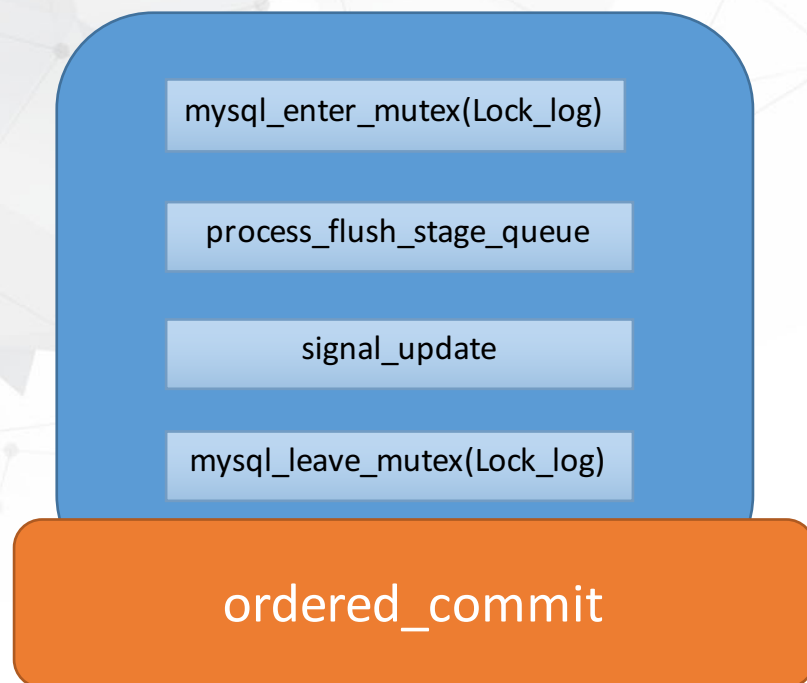 mysql_enter_mutex(Lock_log)
process_flush_stage_queue
signal_update
mysql_leave_mutex(Lock_log)
ordered_commit